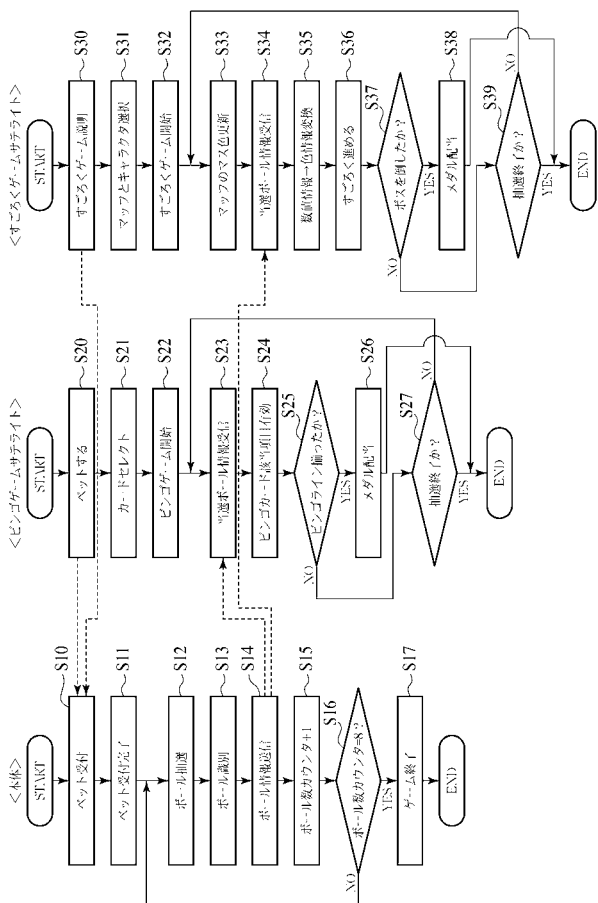 <本体>
START
S10
ベット受付
S11
ベット受付完了
S12
ボール抽選
S13
ボール識別
S14
ボール情報送信
S15
ボール数カウンタ+1
S16
ボール数カウンタ=8?
NO
YES
S17
ゲーム終了
END
<ビンゴゲームサテライト>
START
S20
ベットする
S21
カードセレクト
S22
ビンゴゲーム開始
S23
当選ボール情報受信
S24
ビンゴカード該当項目有効
S25
ビンゴライン揃ったか?
NO
YES
S26
メダル配当
S27
抽選終了か?
NO
YES
END
<すごろくゲームサテライト>
START
S30
すごろくゲーム説明
S31
マップとキャラクタ選択
S32
すごろくゲーム開始
S33
マップのマス色更新
S34
当選ボール情報受信
S35
数値情報→色情報変換
S36
すごろく進める
S37
ボスを倒したか?
NO
YES
S38
メダル配当
S39
抽選終了か?
NO
YES
END